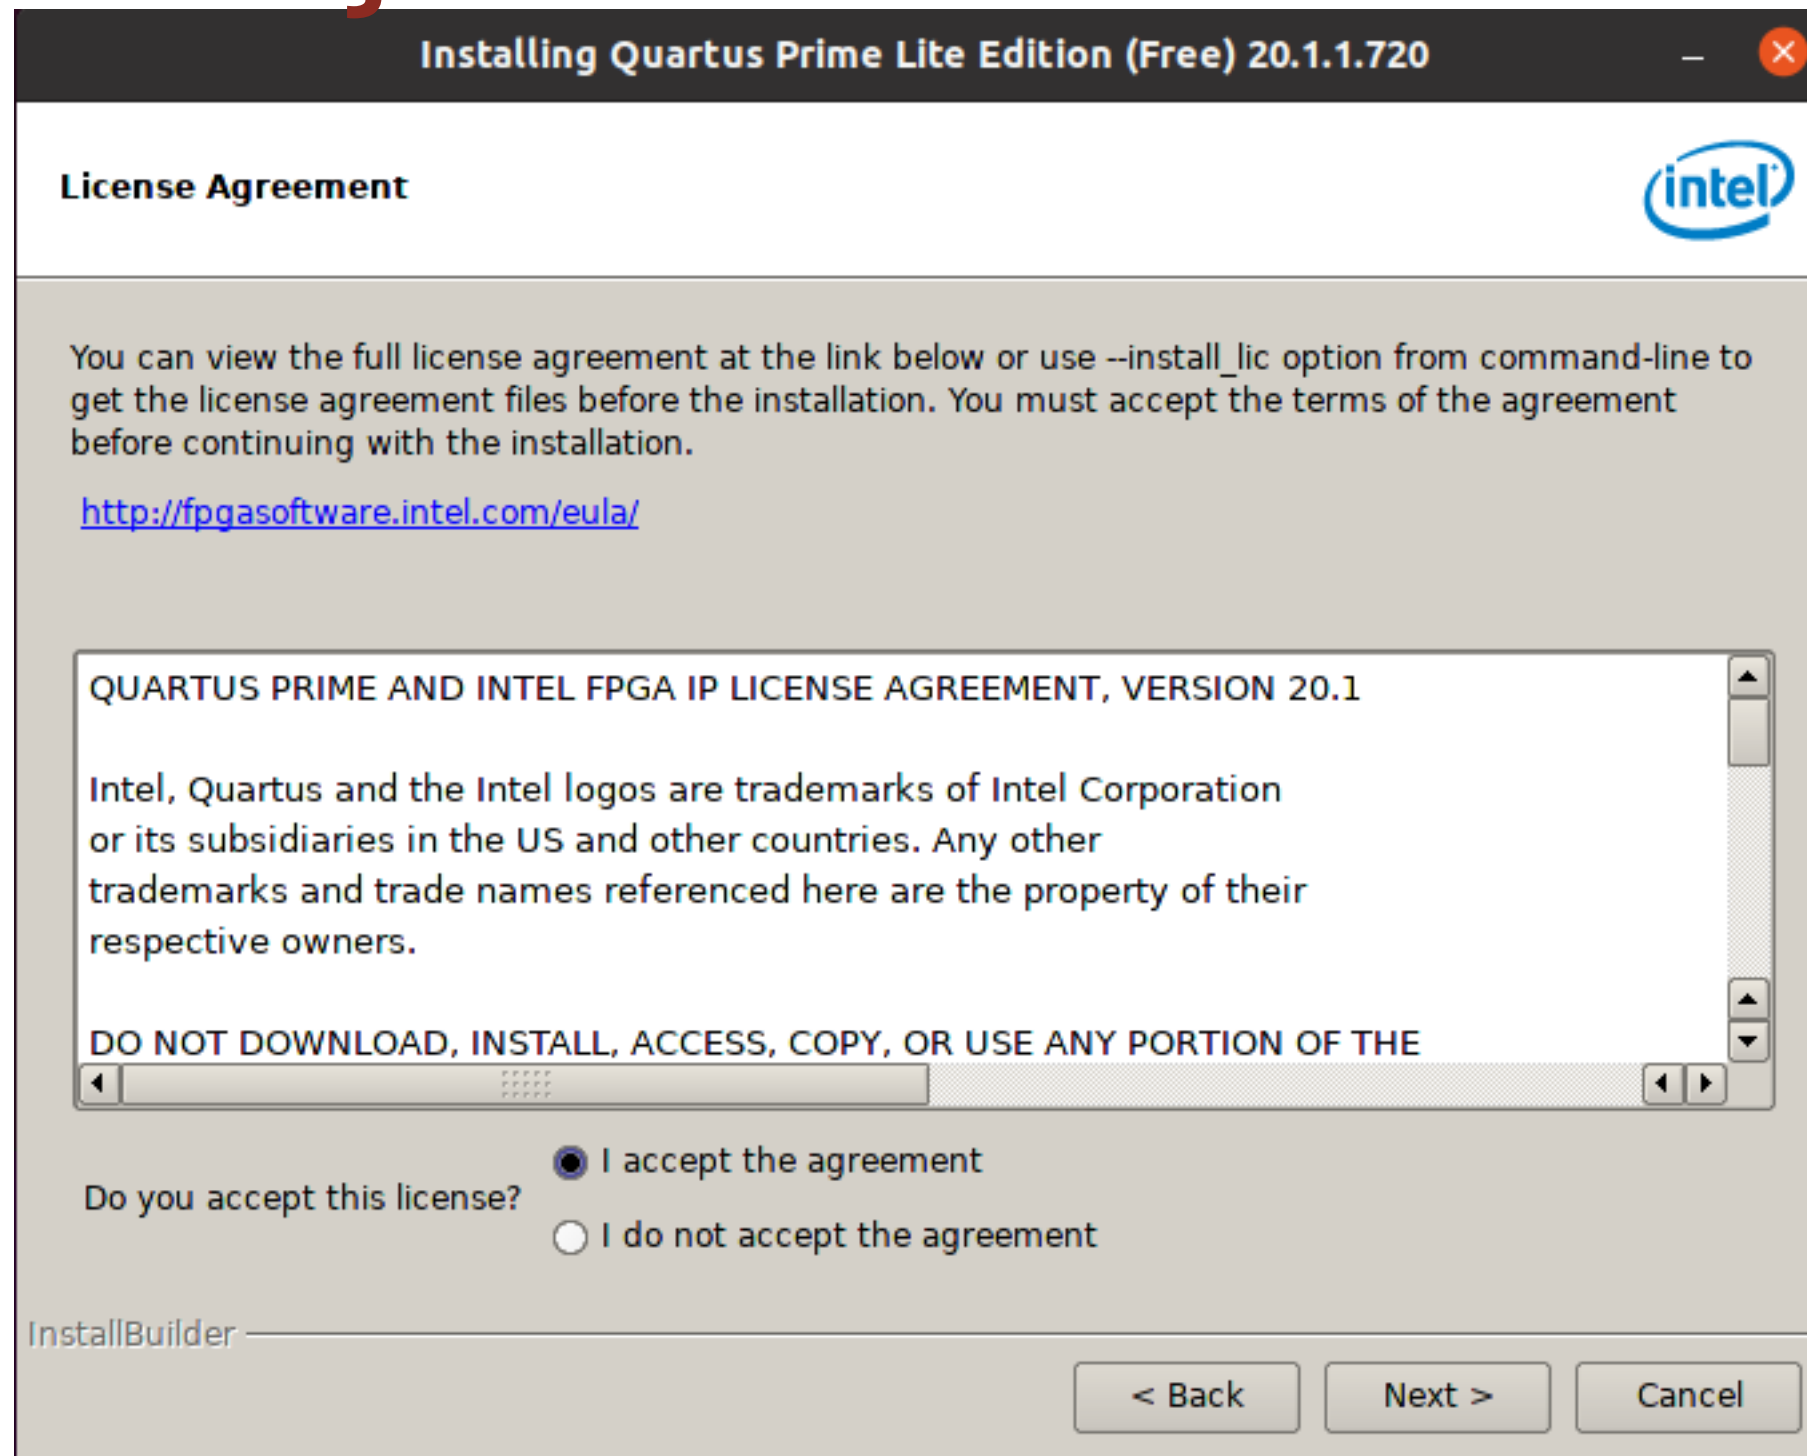 Installing Quartus Prime Lite Edition (Free) 20.1.1.720
License Agreement
intel
You can view the full license agreement at the link below or use --install_lic option from command-line to
get the license agreement files before the installation. You must accept the terms of the agreement
before continuing with the installation.
http://fpgasoftware.intel.com/eula/
QUARTUS PRIME AND INTEL FPGA IP LICENSE AGREEMENT, VERSION 20.1
Intel, Quartus and the Intel logos are trademarks of Intel Corporation
or its subsidiaries in the US and other countries. Any other
trademarks and trade names referenced here are the property of their
respective owners.
DO NOT DOWNLOAD, INSTALL, ACCESS, COPY, OR USE ANY PORTION OF THE
Do you accept this license?
I accept the agreement
I do not accept the agreement
InstallBuilder
< Back
Next >
Cancel